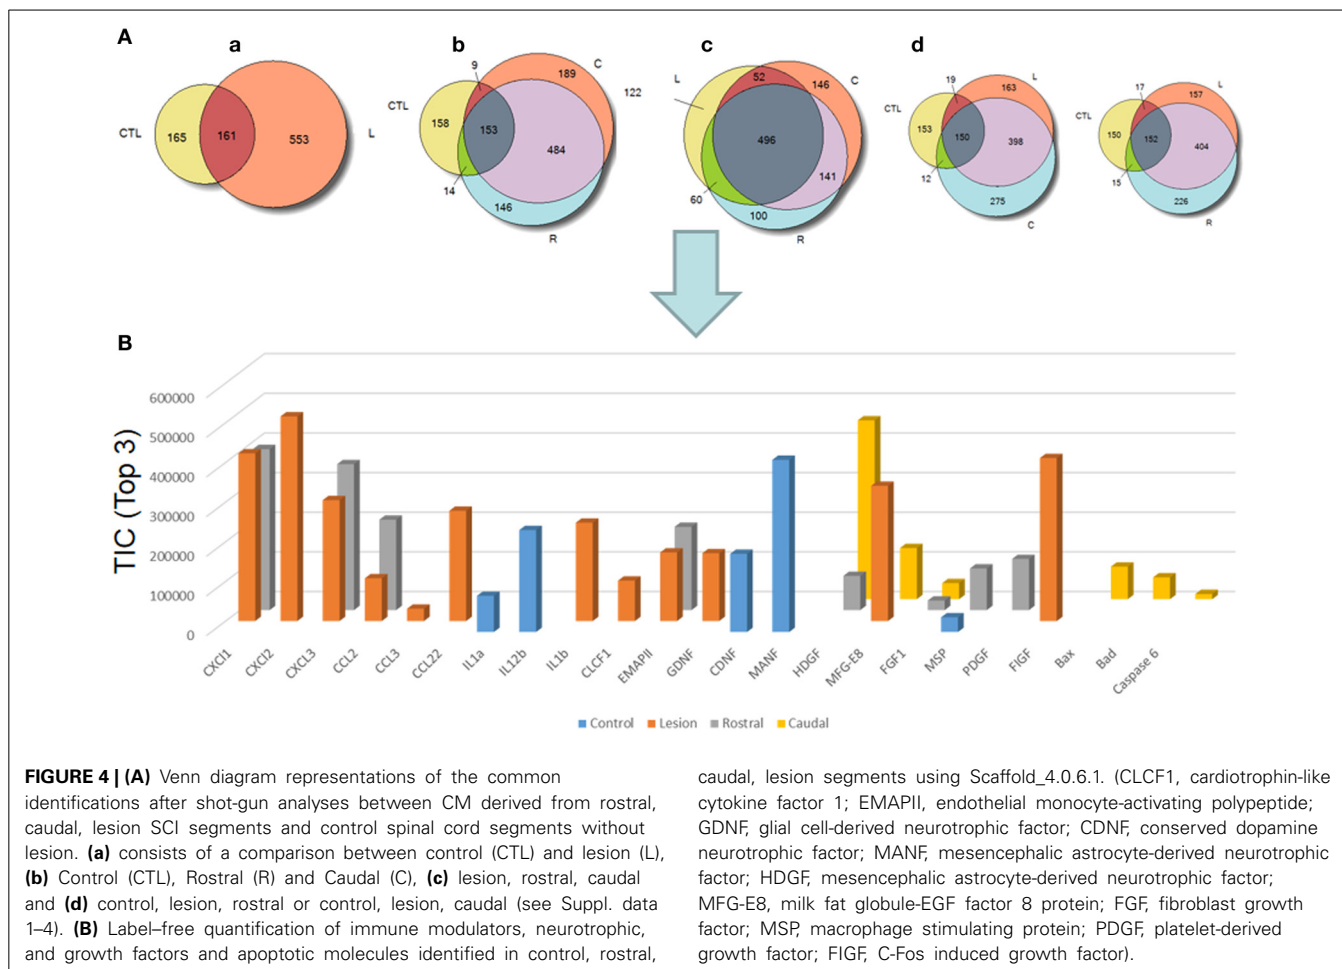 A
a
b
c
d
CTL
165
161
553
L
9
189
C
CTL
158
153
484
14
146
R
122
L
52
146
C
496
141
60
100
R
19
L
163
CTL
153
150
398
12
275
C
17
L
157
CTL
150
152
404
15
226
R
B
TIC (Top 3)
600000
500000
400000
300000
200000
100000
0
CXCl1
CXCl2
CXCL3
CCL2
CCL3
CCL22
IL1a
IL12b
IL1b
CLCF1
EMAPII
GDNF
CDNF
MANF
HDGF
MFG-E8
FGF1
MSP
PDGF
FIGF
Bax
Bad
Caspase 6
Control Lesion Rostral Caudal
FIGURE 4 | (A) Venn diagram representations of the common
identifications after shot-gun analyses between CM derived from rostral,
caudal, lesion SCI segments and control spinal cord segments without
lesion. (a) consists of a comparison between control (CTL) and lesion (L),
(b) Control (CTL), Rostral (R) and Caudal (C), (c) lesion, rostral, caudal
and (d) control, lesion, rostral or control, lesion, caudal (see Suppl. data
1–4). (B) Label–free quantification of immune modulators, neurotrophic,
and growth factors and apoptotic molecules identified in control, rostral,
caudal, lesion segments using Scaffold_4.0.6.1. (CLCF1, cardiotrophin-like
cytokine factor 1; EMAPII, endothelial monocyte-activating polypeptide;
GDNF, glial cell-derived neurotrophic factor; CDNF, conserved dopamine
neurotrophic factor; MANF, mesencephalic astrocyte-derived neurotrophic
factor; HDGF, mesencephalic astrocyte-derived neurotrophic factor;
MFG-E8, milk fat globule-EGF factor 8 protein; FGF, fibroblast growth
factor; MSP, macrophage stimulating protein; PDGF, platelet-derived
growth factor; FIGF, C-Fos induced growth factor).